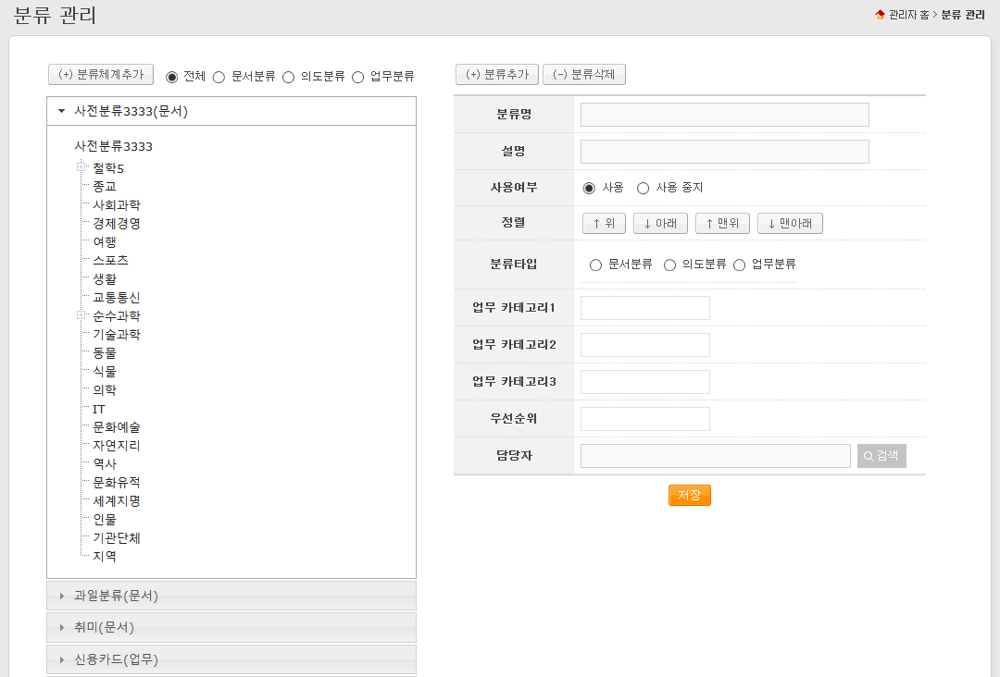 분류 관리
관리자 홈 > 분류 관리
(+) 분류체계추가 전체 문서분류 의도분류 업무분류
사전분류3333(문서)
사전분류3333
철학5
종교
사회과학
경제경영
여행
스포츠
생활
교통통신
순수과학
기술과학
동물
식물
의학
IT
문화예술
자연지리
역사
문화유적
세계지명
인물
기관단체
지역
과일분류(문서)
취미(문서)
신용카드(업무)
(+) 분류추가 (-) 분류삭제
분류명
설명
사용여부 사용 사용 중지
정렬 ↑ 위 ↓ 아래 ↑ 맨위 ↓ 맨아래
분류타입 문서분류 의도분류 업무분류
업무 카테고리1
업무 카테고리2
업무 카테고리3
우선순위
담당자 검색
저장